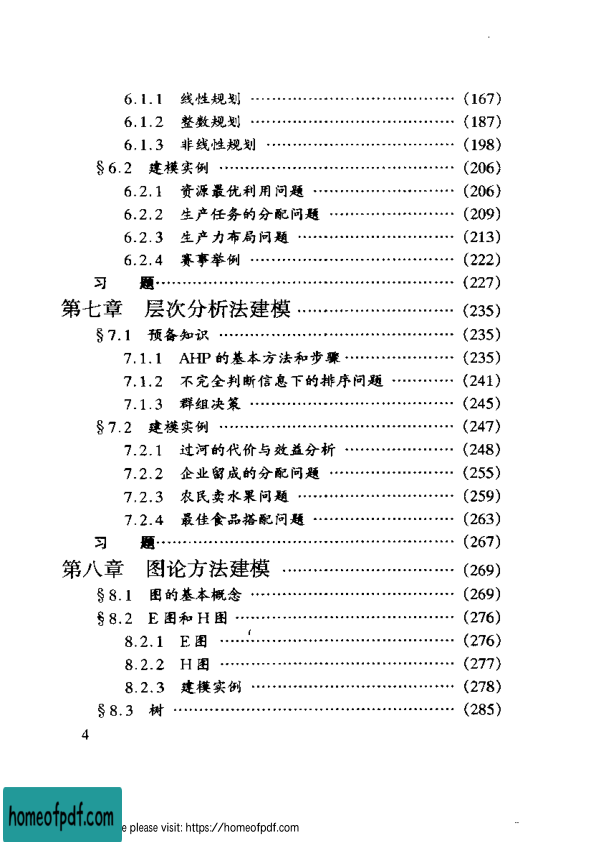 6.1.1 线性规划 …………………………………… (167)
6.1.2 整数规划 …………………………………… (187)
6.1.3 非线性规划 ………………………………… (198)
§6.2 建模实例 ……………………………………… (206)
6.2.1 资源最优利用问题 ………………………… (206)
6.2.2 生产任务的分配问题 ……………………… (209)
6.2.3 生产力布局问题 …………………………… (213)
6.2.4 赛事举例 …………………………………… (222)
习 题 ………………………………………………… (227)
第七章 层次分析法建模 …………………………… (235)
§7.1 预备知识 ……………………………………… (235)
7.1.1 AHP的基本方法和步骤 …………………… (235)
7.1.2 不完全判断信息下的排序问题 …………… (241)
7.1.3 群组决策 …………………………………… (245)
§7.2 建模实例 ……………………………………… (247)
7.2.1 过河的代价与效益分析 …………………… (248)
7.2.2 企业留成的分配问题 ……………………… (255)
7.2.3 农民卖水果问题 …………………………… (259)
7.2.4 最佳食品搭配问题 ………………………… (263)
习 题 ………………………………………………… (267)
第八章 图论方法建模 ……………………………… (269)
§8.1 图的基本概念 ………………………………… (269)
§8.2 E图和H图 …………………………………… (276)
8.2.1 E图 ………………………………………… (276)
8.2.2 H图 ………………………………………… (277)
8.2.3 建模实例 …………………………………… (278)
§8.3 树 ……………………………………………… (285)
4
homeofpdf.com
e please visit: https://homeofpdf.com